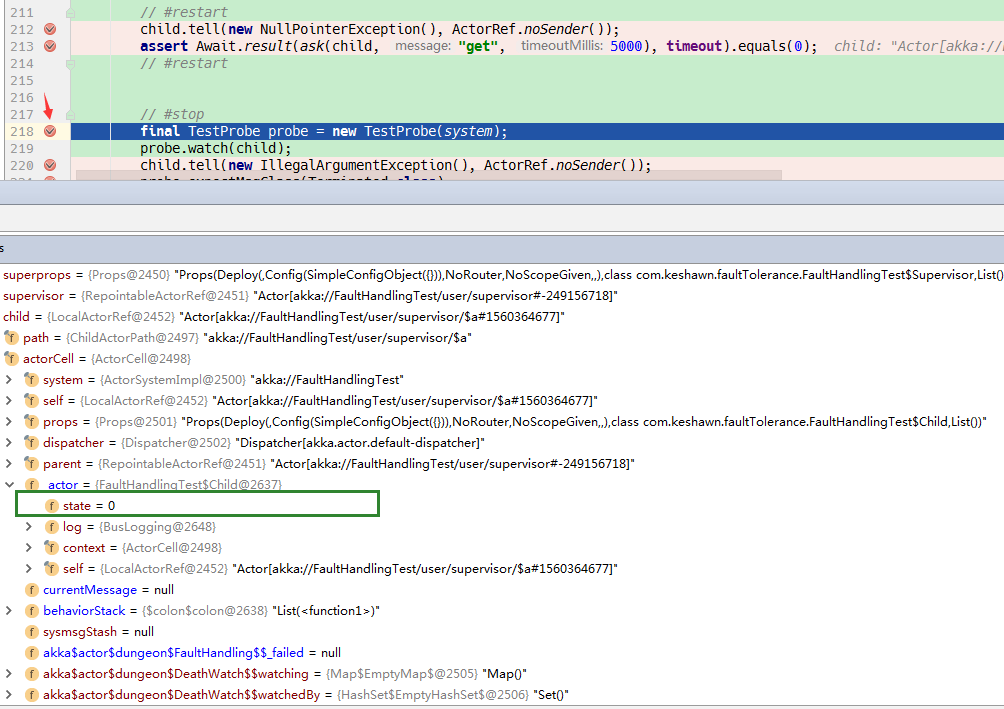 211 // #restart
212 child.tell(new NullPointerException(), ActorRef.noSender());
213 assert Await.result(ask(child, message: "get", timeoutMillis: 5000), timeout).equals(0); child: "Actor[akka://
214 // #restart
215
216
217 // #stop
218 final TestProbe probe = new TestProbe(system);
219 probe.watch(child);
220 child.tell(new IllegalArgumentException(), ActorRef.noSender());
s
superprops = {Props@2450} "Props(Deploy(,Config(SimpleConfigObject({})),NoRouter,NoScopeGiven,,),class com.keshawn.faultTolerance.FaultHandlingTest$Supervisor,List()
supervisor = {RepointableActorRef@2451} "Actor[akka://FaultHandlingTest/user/supervisor#-249156718]"
child = {LocalActorRef@2452} "Actor[akka://FaultHandlingTest/user/supervisor/$a#1560364677]"
f path = {ChildActorPath@2497} "akka://FaultHandlingTest/user/supervisor/$a"
f actorCell = {ActorCell@2498}
f system = {ActorSystemImpl@2500} "akka://FaultHandlingTest"
f self = {LocalActorRef@2452} "Actor[akka://FaultHandlingTest/user/supervisor/$a#1560364677]"
f props = {Props@2501} "Props(Deploy(,Config(SimpleConfigObject({})),NoRouter,NoScopeGiven,,),class com.keshawn.faultTolerance.FaultHandlingTest$Child,List())"
f dispatcher = {Dispatcher@2502} "Dispatcher[akka.actor.default-dispatcher]"
f parent = {RepointableActorRef@2451} "Actor[akka://FaultHandlingTest/user/supervisor#-249156718]"
f _actor = {FaultHandlingTest$Child@2637}
f state = 0
f log = {BusLogging@2648}
f context = {ActorCell@2498}
f self = {LocalActorRef@2452} "Actor[akka://FaultHandlingTest/user/supervisor/$a#1560364677]"
f currentMessage = null
f behaviorStack = {$colon$colon@2638} "List(<function1>)"
f sysmsgStash = null
f akka$actor$dungeon$FaultHandling$$_failed = null
f akka$actor$dungeon$DeathWatch$$watching = {Map$EmptyMap$@2505} "Map()"
f akka$actor$dungeon$DeathWatch$$watchedBy = {HashSet$EmptyHashSet$@2506} "Set()"